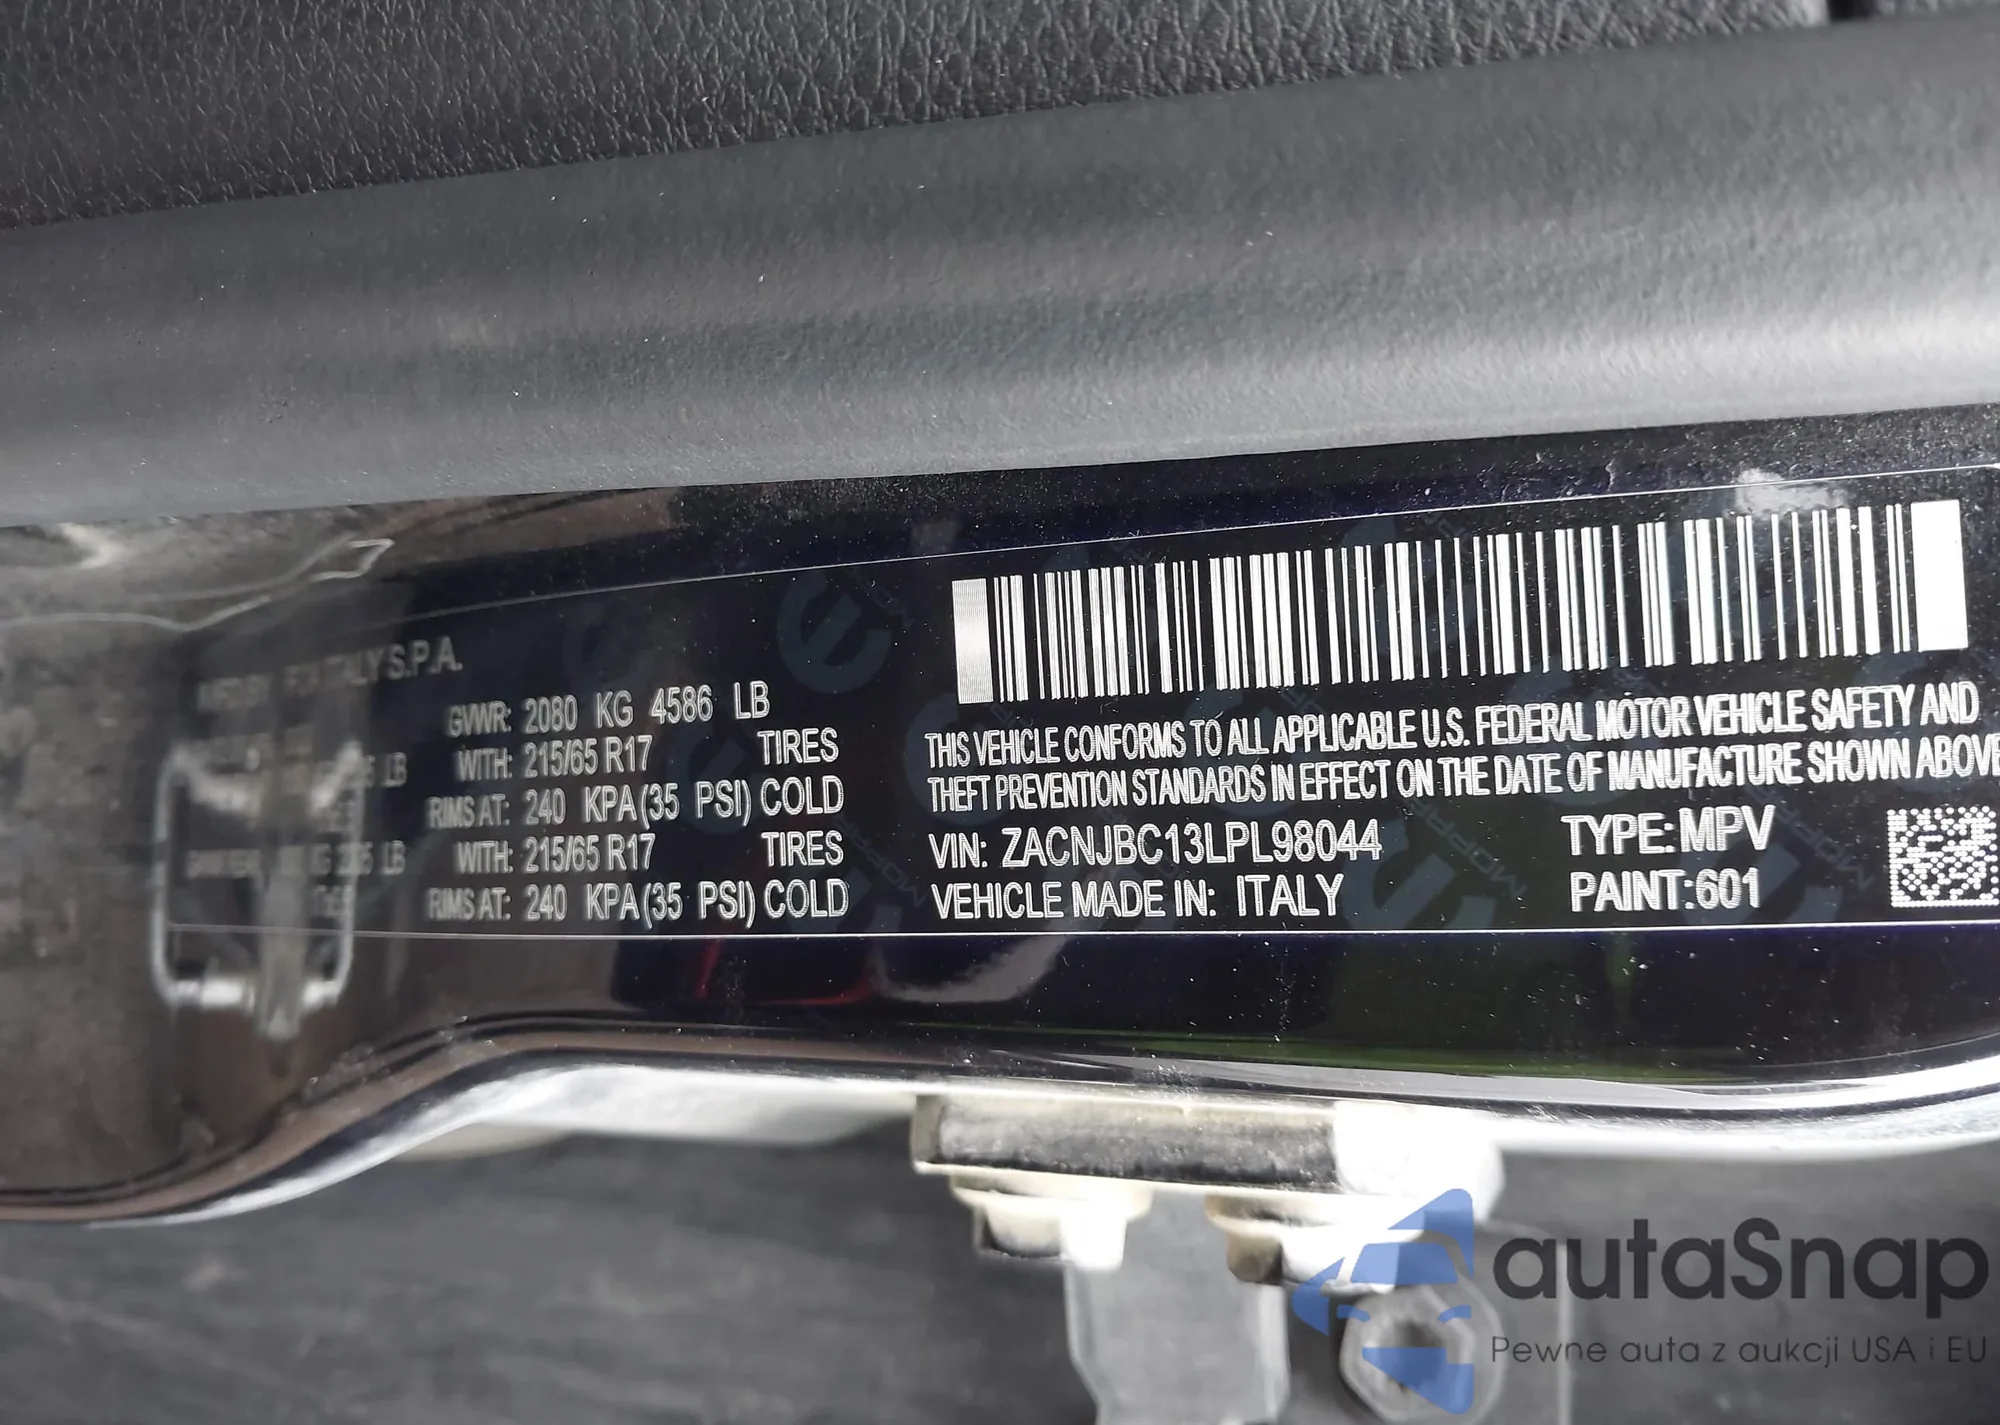 ITALY S.P.A.
GVWR: 2080 KG 4586 LB
LB WITH: 215/65 R17 TIRES
RIMS AT: 240 KPA (35 PSI) COLD
LB WITH: 215/65 R17 TIRES
RIMS AT: 240 KPA (35 PSI) COLD
THIS VEHICLE CONFORMS TO ALL APPLICABLE U.S. FEDERAL MOTOR VEHICLE SAFETY AND
THEFT PREVENTION STANDARDS IN EFFECT ON THE DATE OF MANUFACTURE SHOWN ABOVE
VIN: ZACNJBC13LPL98044 TYPE: MPV
VEHICLE MADE IN: ITALY PAINT: 601
autaSnap
Pewne auta z aukcji USA i EU